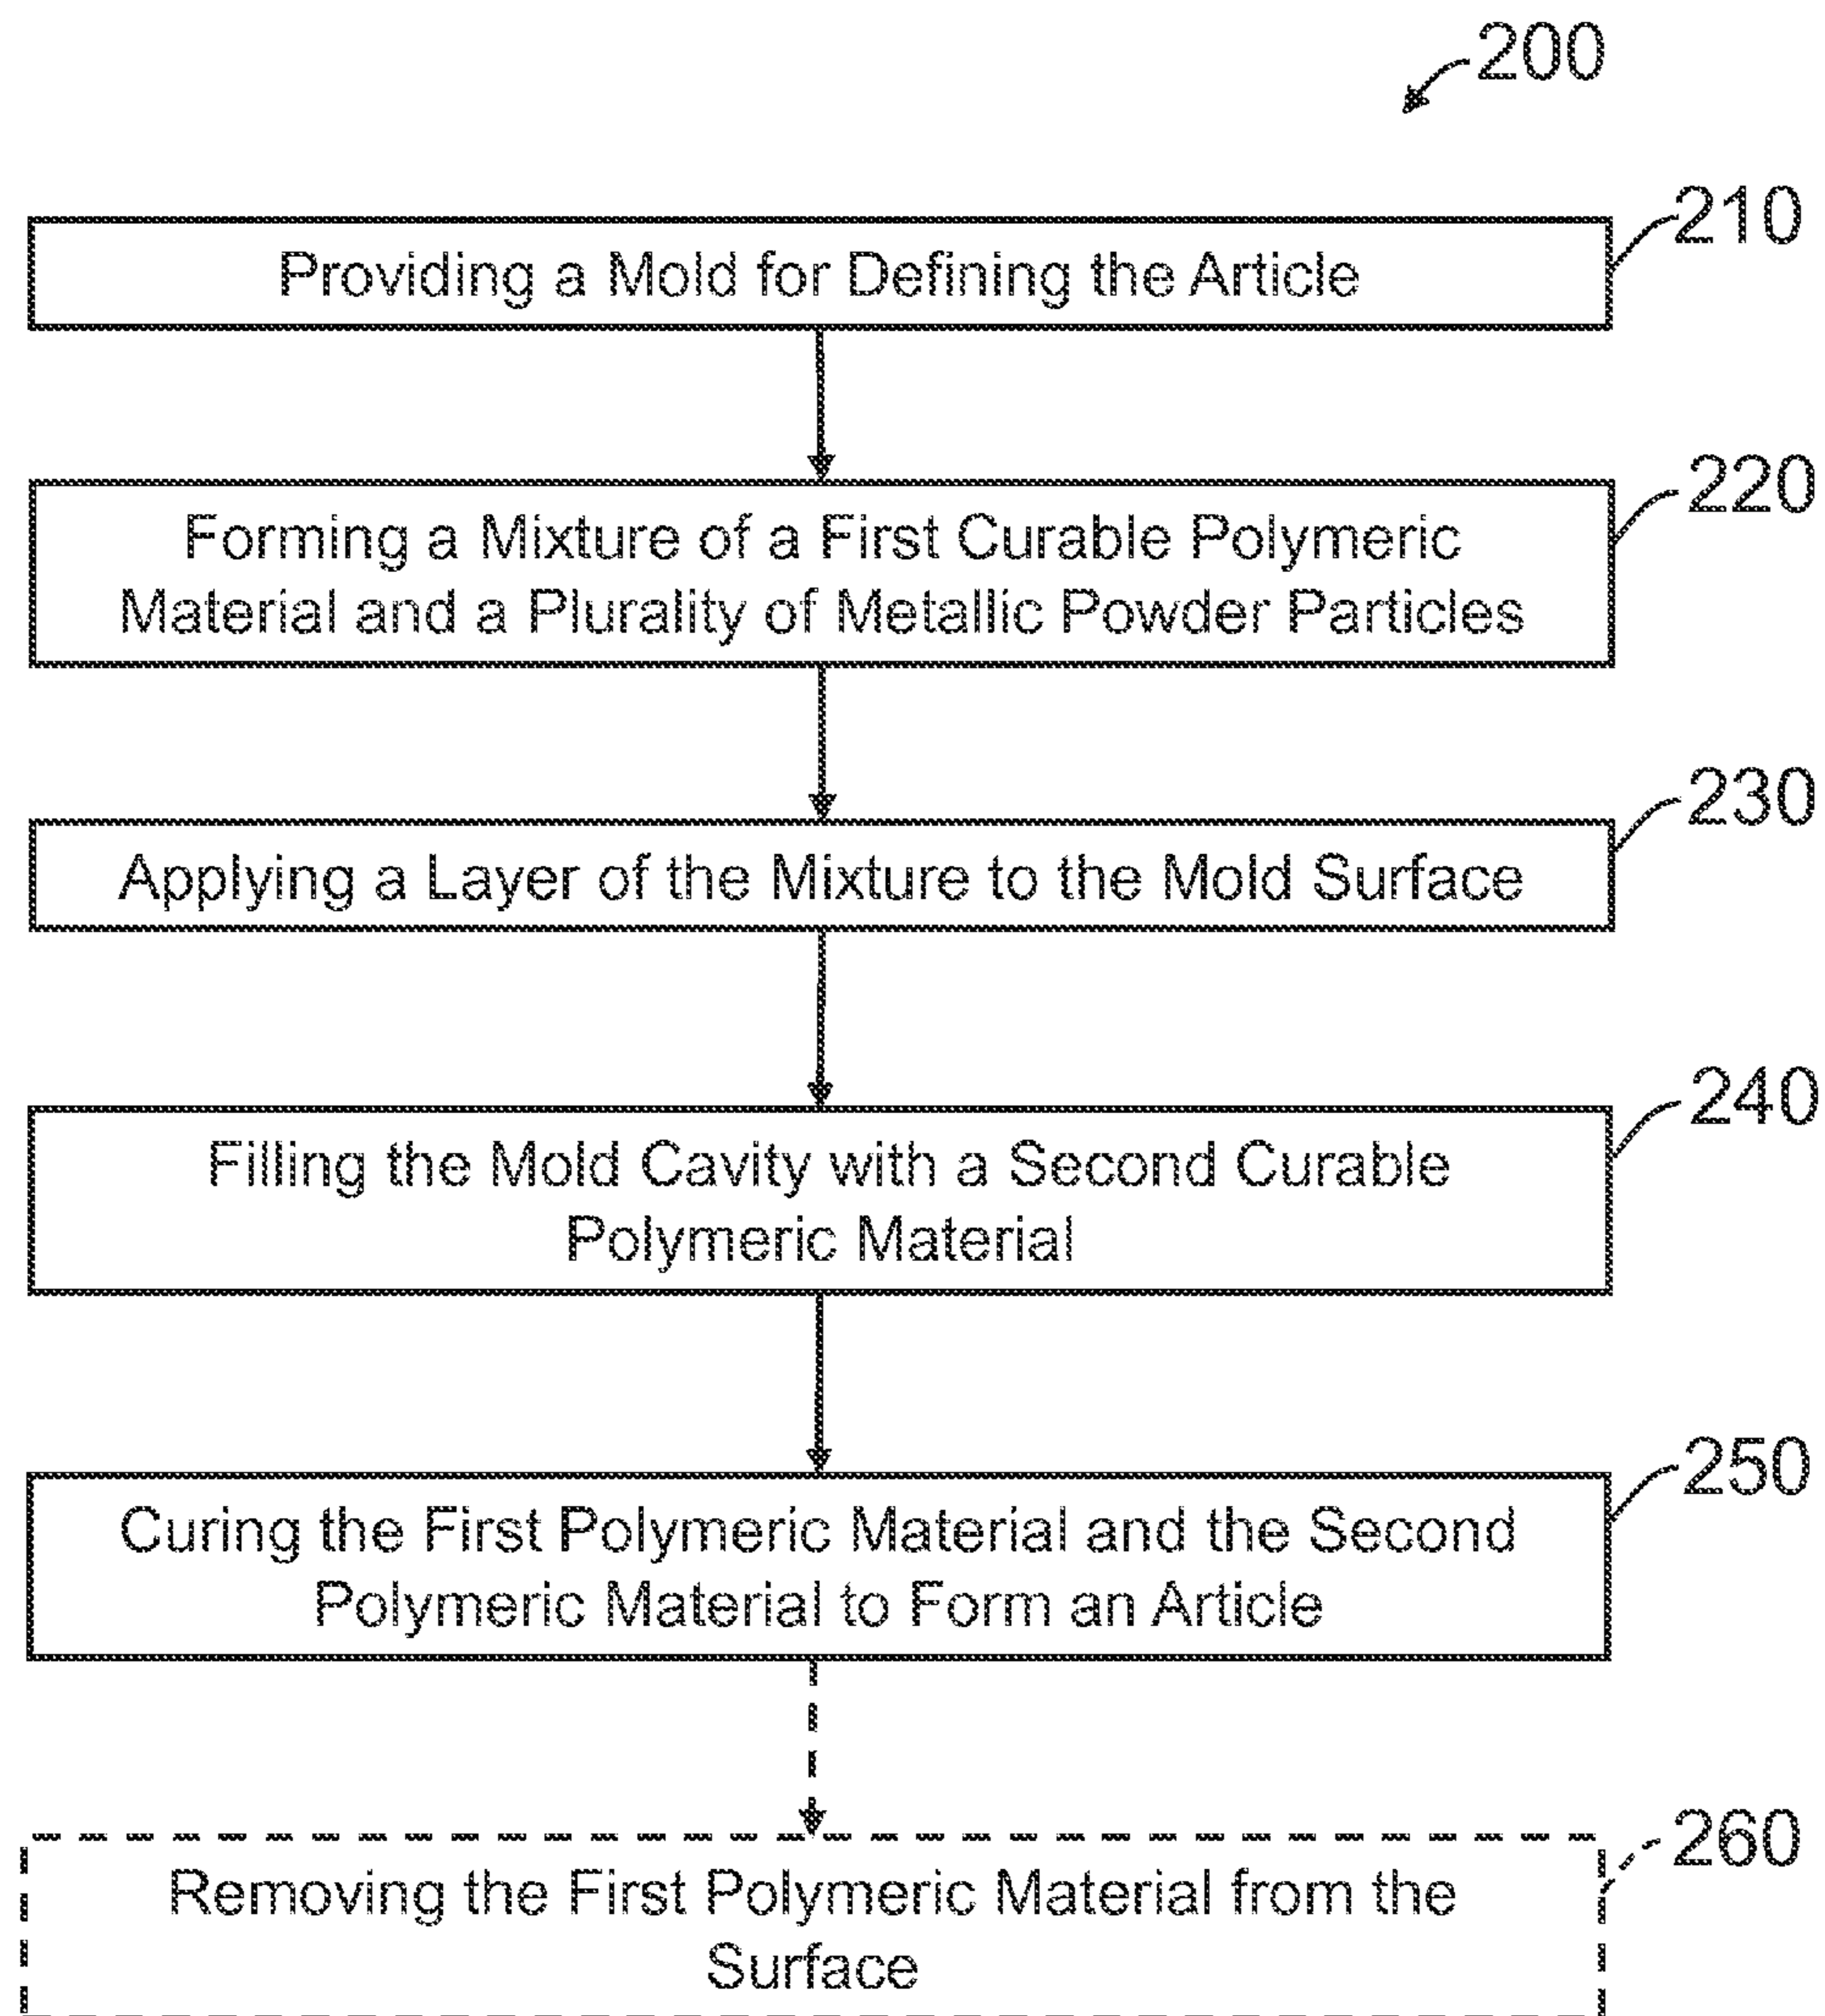 200
210
Providing a Mold for Defining the Article
220
Forming a Mixture of a First Curable Polymeric
Material and a Plurality of Metallic Powder Particles
230
Applying a Layer of the Mixture to the Mold Surface
240
Filling the Mold Cavity with a Second Curable
Polymeric Material
250
Curing the First Polymeric Material and the Second
Polymeric Material to Form an Article
260
Removing the First Polymeric Material from the
Surface